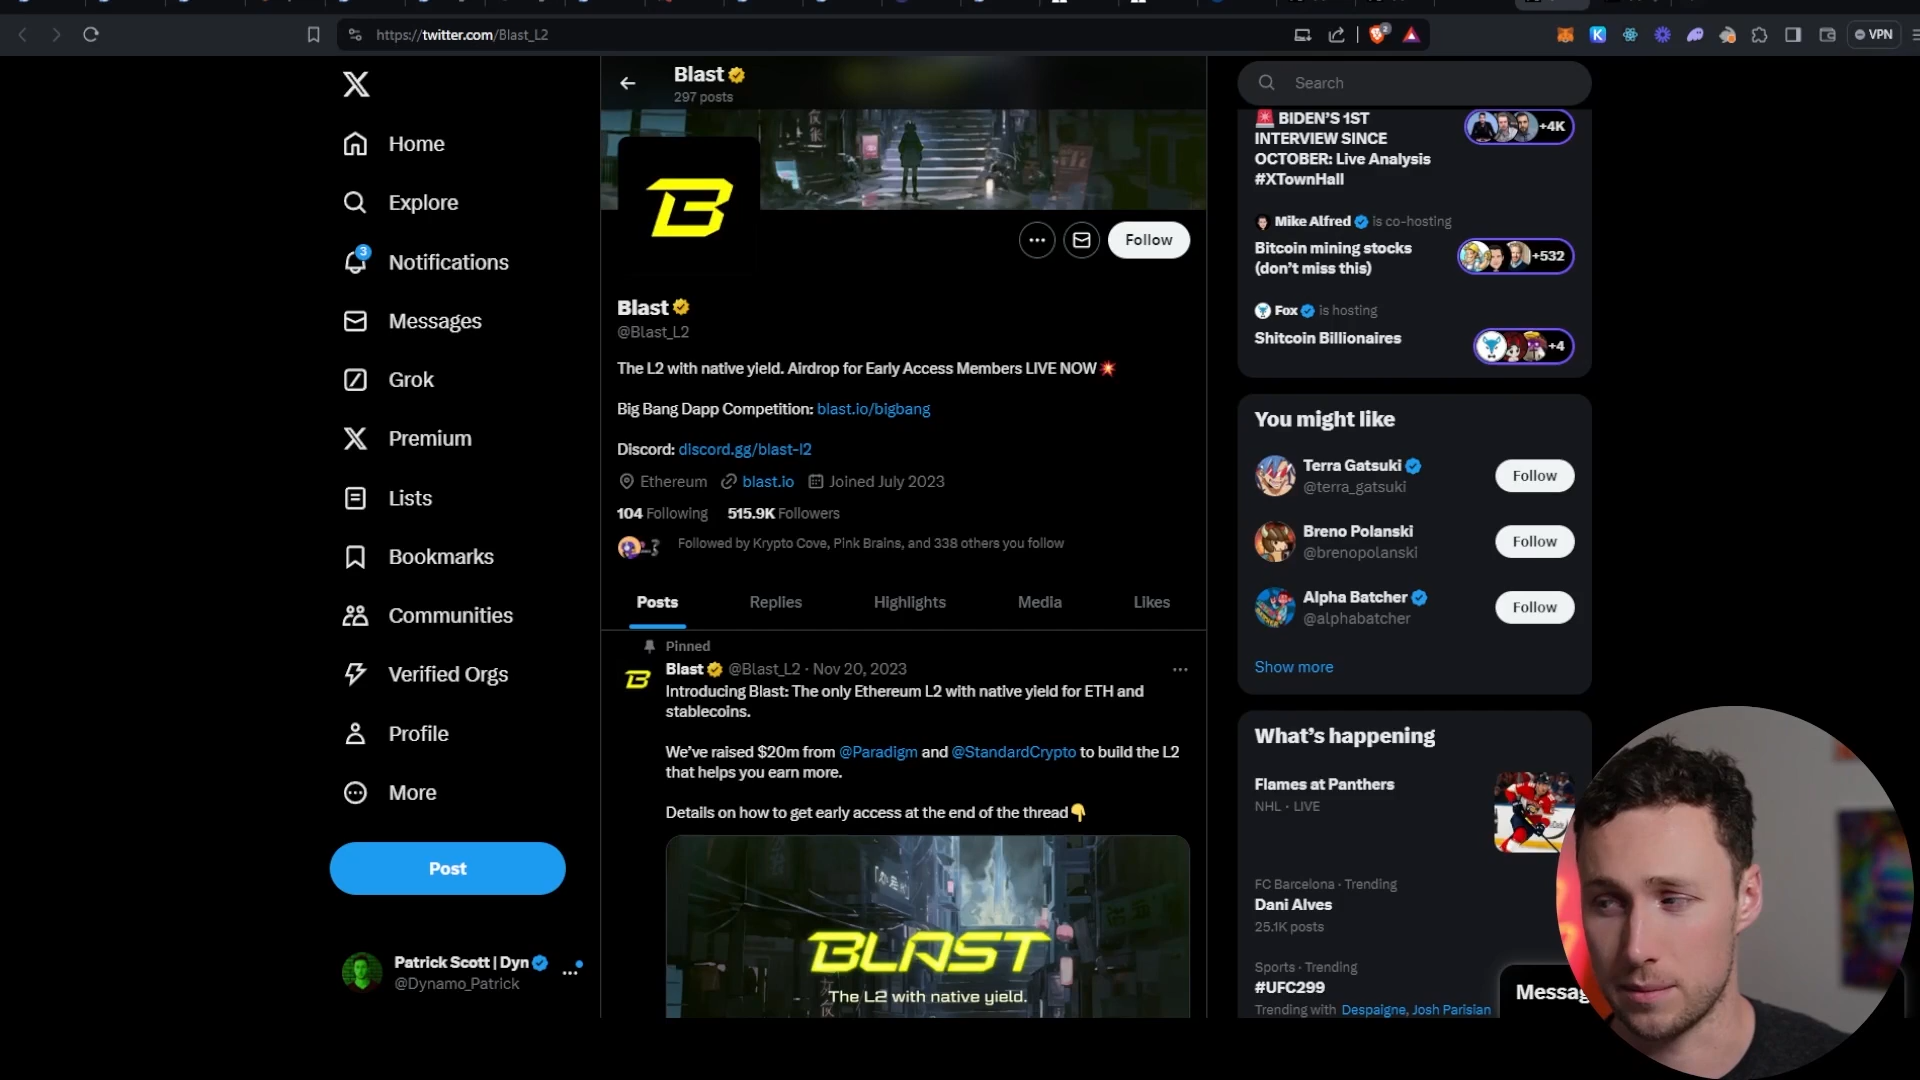 https://twitter.com/Blast_L2
2
VPN
Home
Explore
3
Notifications
Messages
Grok
Premium
Lists
Bookmarks
Communities
Verified Orgs
Profile
More
Post
Patrick Scott | Dyn
@Dynamo_Patrick
Blast
297 posts
Follow
Blast
@Blast_L2
The L2 with native yield. Airdrop for Early Access Members LIVE NOW💥
Big Bang Dapp Competition: blast.io/bigbang
Discord: discord.gg/blast-l2
Ethereum blast.io Joined July 2023
104 Following 515.9K Followers
Followed by Krypto Cove, Pink Brains, and 338 others you follow
Posts Replies Highlights Media Likes
Pinned
Blast @Blast_L2 · Nov 20, 2023
Introducing Blast: The only Ethereum L2 with native yield for ETH and
stablecoins.
We've raised $20m from @Paradigm and @StandardCrypto to build the L2
that helps you earn more.
Details on how to get early access at the end of the thread👇
BLAST
The L2 with native yield.
Search
🚨 BIDEN'S 1ST
INTERVIEW SINCE
OCTOBER: Live Analysis
#XTownHall
+4K
Mike Alfred is co-hosting
Bitcoin mining stocks
(don't miss this)
+532
Fox is hosting
Shitcoin Billionaires
+4
You might like
Terra Gatsuki
@terra_gatsuki
Follow
Breno Polanski
@brenopolanski
Follow
Alpha Batcher
@alphabatcher
Follow
Show more
What's happening
Flames at Panthers
NHL · LIVE
FC Barcelona · Trending
Dani Alves
25.1K posts
Sports · Trending
#UFC299
Trending with Despaigne, Josh Parisian